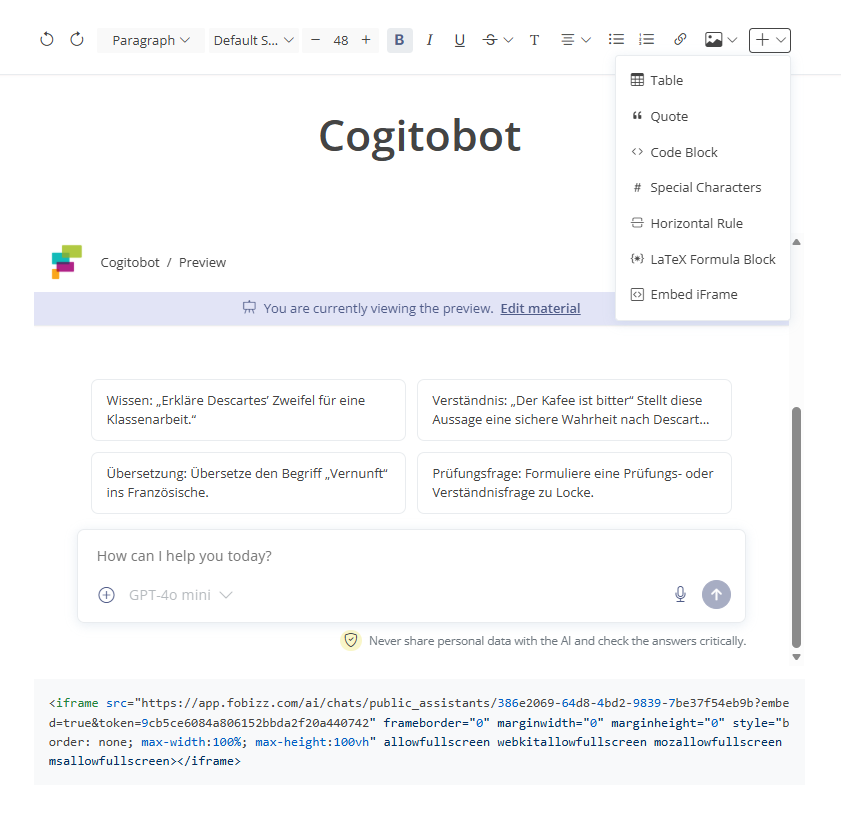 Paragraph Default S... − 48 + B I U S T
Table
Quote
Code Block
Special Characters
Horizontal Rule
LaTeX Formula Block
Embed iFrame
Cogitobot
Cogitobot / Preview
You are currently viewing the preview. Edit material
Wissen: „Erkläre Descartes’ Zweifel für eine
Klassenarbeit.“
Verständnis: „Der Kafee ist bitter“ Stellt diese
Aussage eine sichere Wahrheit nach Descart...
Übersetzung: Übersetze den Begriff „Vernunft“
ins Französische.
Prüfungsfrage: Formuliere eine Prüfungs- oder
Verständnisfrage zu Locke.
How can I help you today?
GPT-4o mini
Never share personal data with the AI and check the answers critically.
<iframe src="https://app.fobizz.com/ai/chats/public_assistants/386e2069-64d8-4bd2-9839-7be37f54eb9b?embe
d=true&token=9cb5ce6084a806152bbda2f20a440742" frameborder="0" marginwidth="0" marginheight="0" style="b
order: none; max-width:100%; max-height:100vh" allowfullscreen webkitallowfullscreen mozallowfullscreen
msallowfullscreen></iframe>